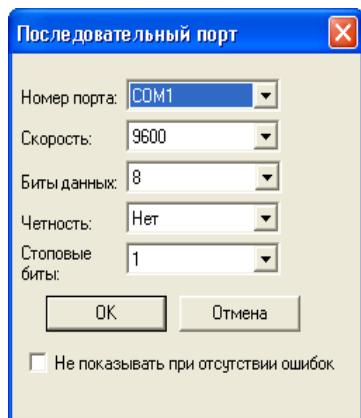 Последовательный порт
Номер порта: COM1
Скорость: 9600
Биты данных: 8
Четность: Нет
Стоповые
биты: 1
OK Отмена
Не показывать при отсутствии ошибок